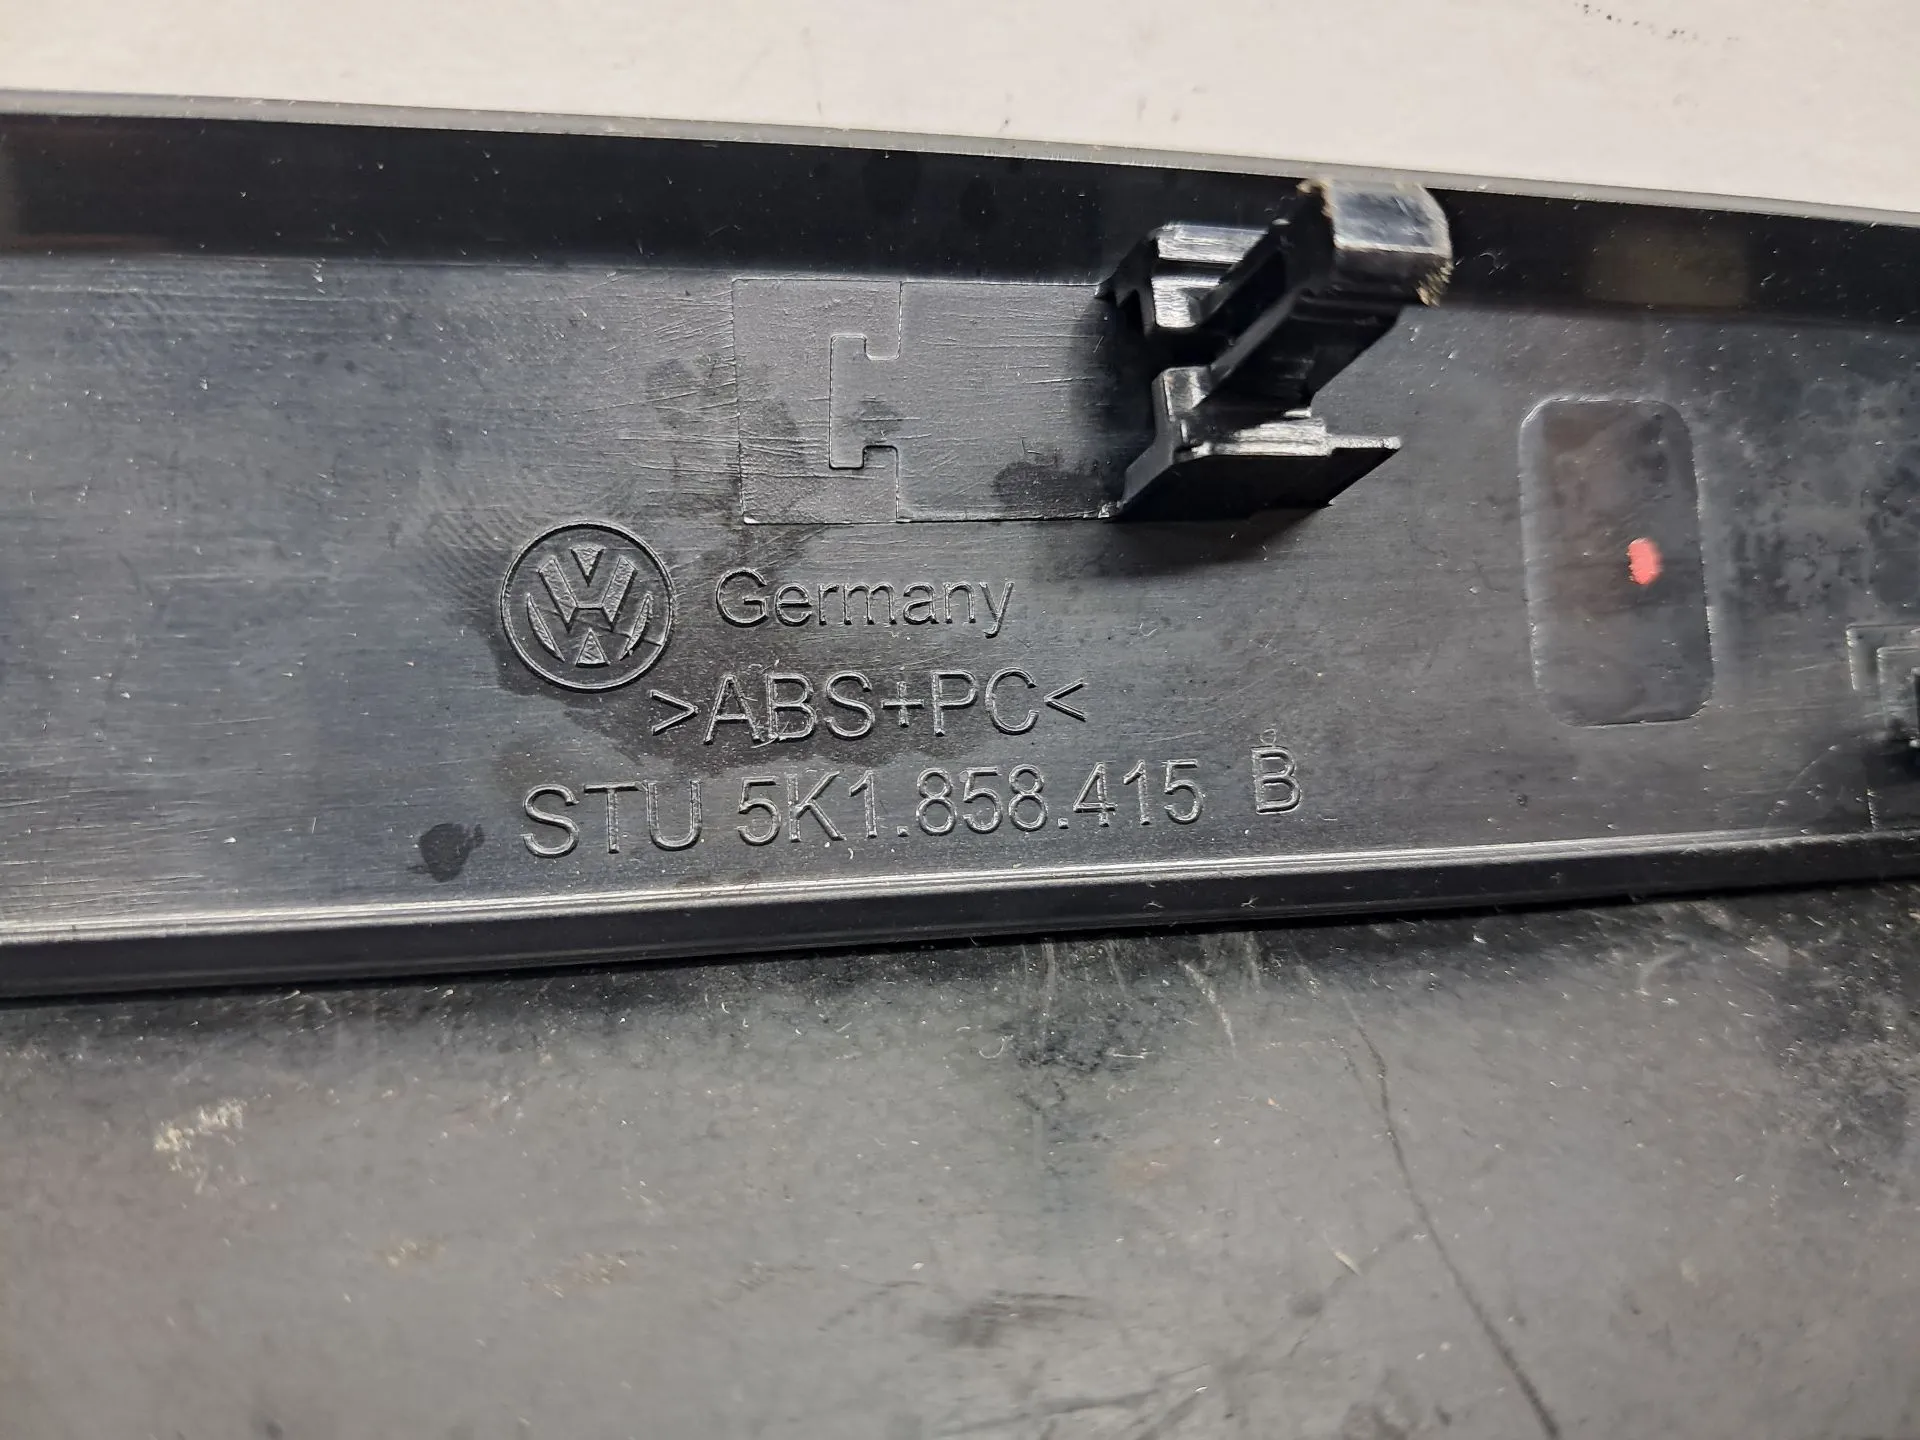 VW Germany
>ABS+PC<
STU 5K1.858.415 B